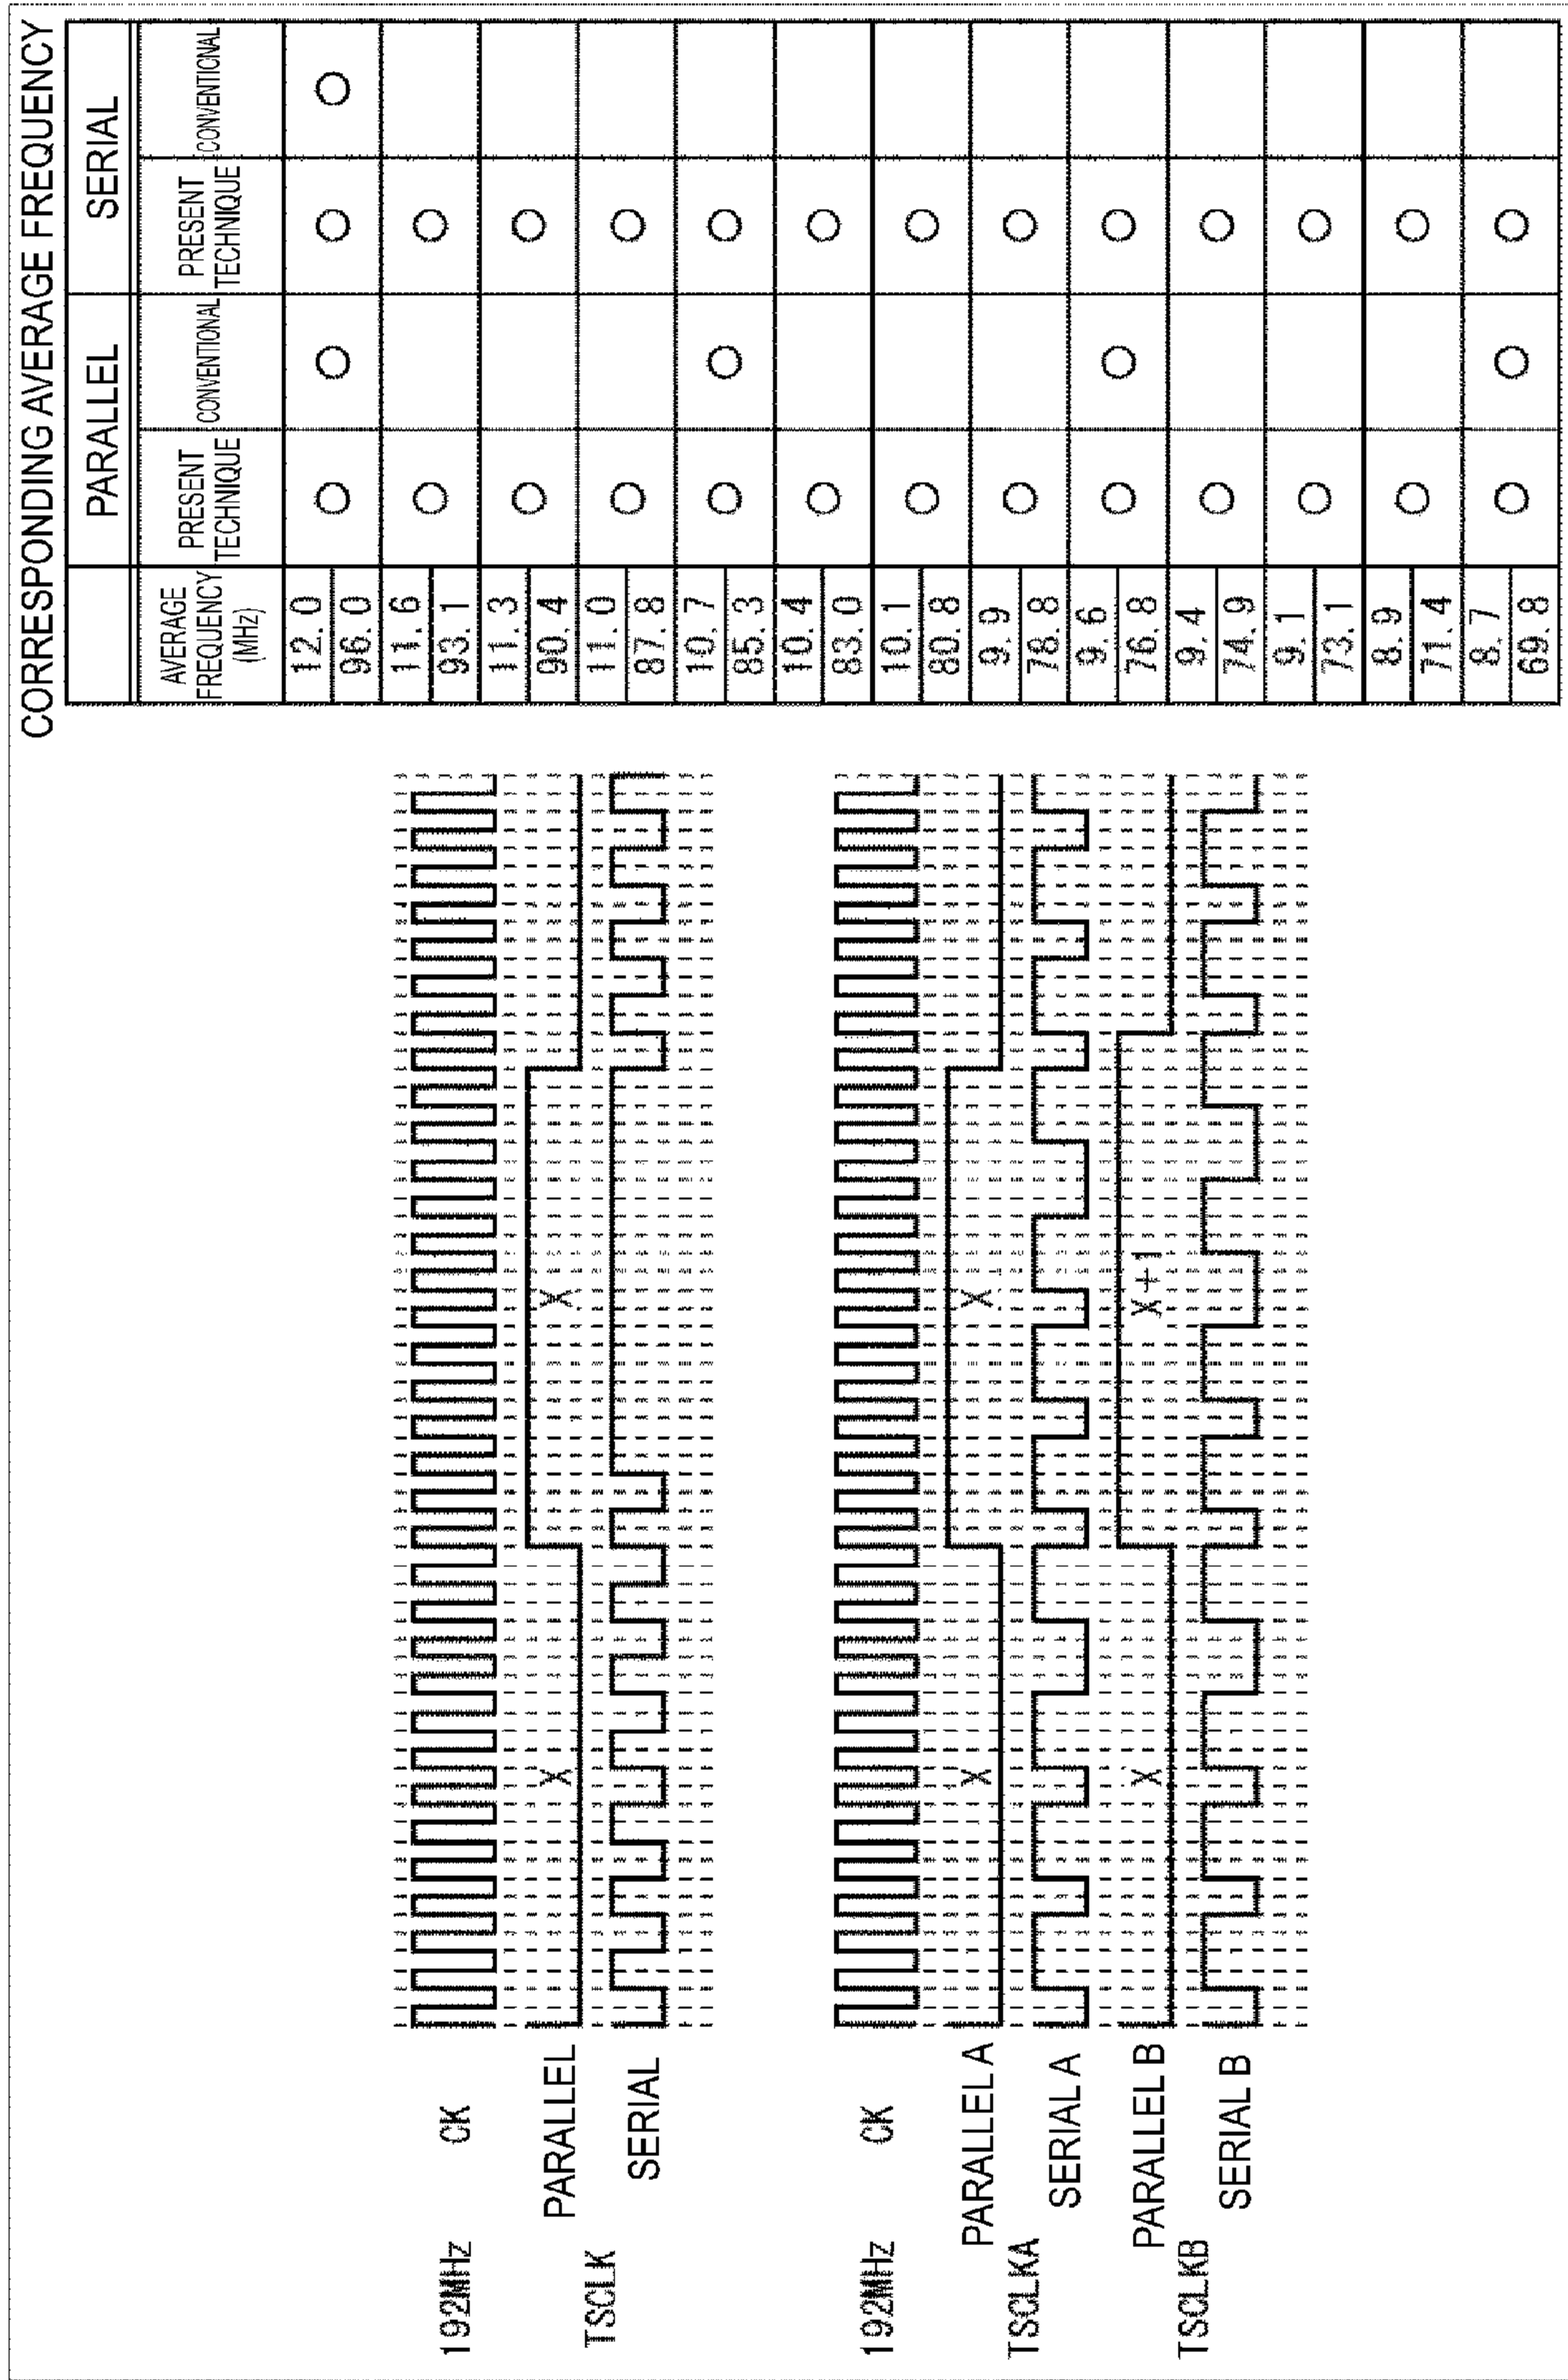 CORRESPONDING AVERAGE FREQUENCY
PARALLEL
SERIAL
AVERAGE
FREQUENCY
(MHz)
PRESENT
TECHNIQUE
CONVENTIONAL
PRESENT
TECHNIQUE
CONVENTIONAL
12.0
96.0
11.6
93.1
11.3
90.4
11.0
87.8
10.7
85.3
10.4
83.0
10.1
80.8
9.9
78.8
9.6
76.8
9.4
74.9
9.1
73.1
8.9
71.4
8.7
69.8
192MHz CK
PARALLEL
X X
TSCLK
SERIAL
192MHz CK
PARALLEL A
X X
TSCLKA
SERIAL A
PARALLEL B
X X+1
TSCLKB
SERIAL B